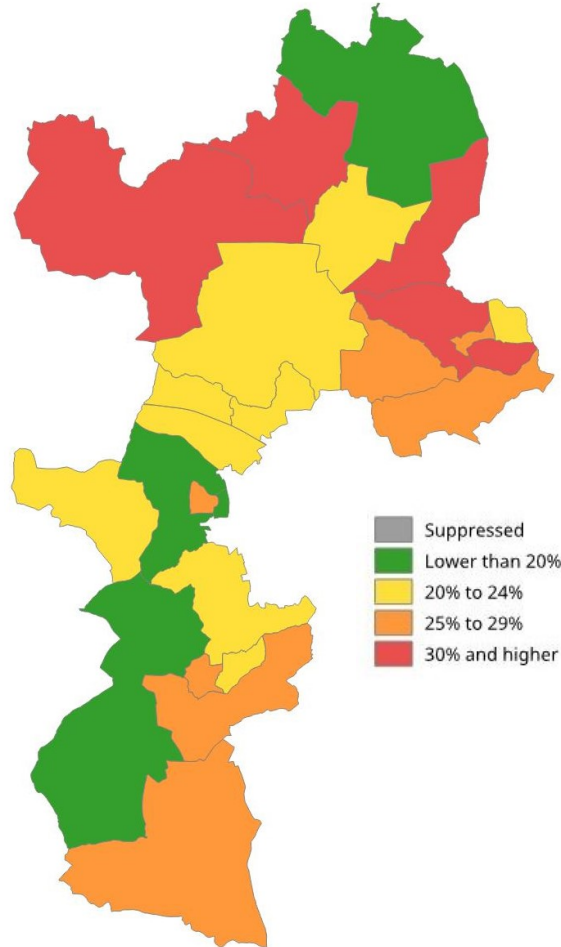 Suppressed
Lower than 20%
20% to 24%
25% to 29%
30% and higher